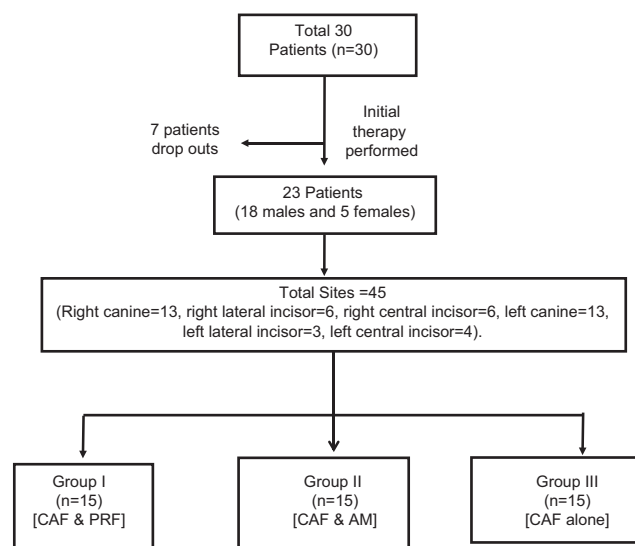 Total 30
Patients (n=30)
7 patients
drop outs
Initial
therapy
performed
23 Patients
(18 males and 5 females)
Total Sites =45
(Right canine=13, right lateral incisor=6, right central incisor=6, left canine=13,
left lateral incisor=3, left central incisor=4).
Group I
(n=15)
[CAF & PRF]
Group II
(n=15)
[CAF & AM]
Group III
(n=15)
[CAF alone]